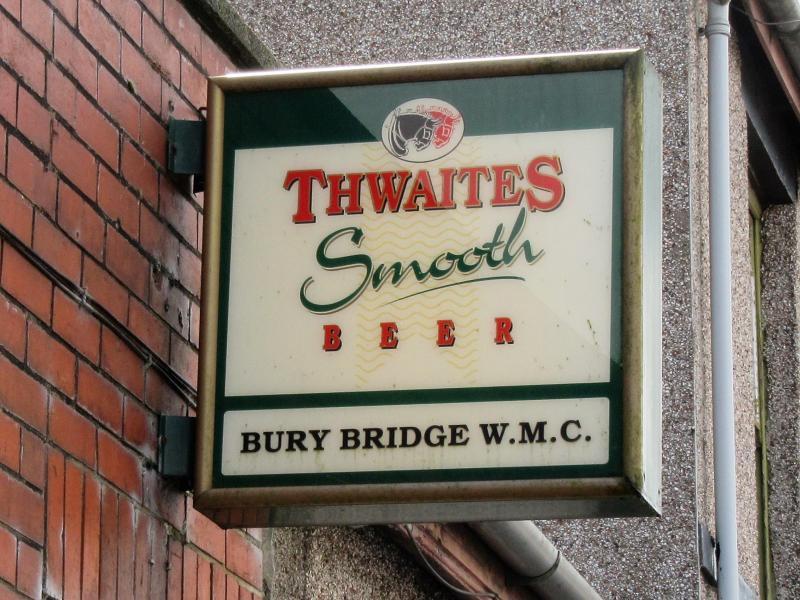 THWAITES
Smooth
BEER
BURY BRIDGE W.M.C.